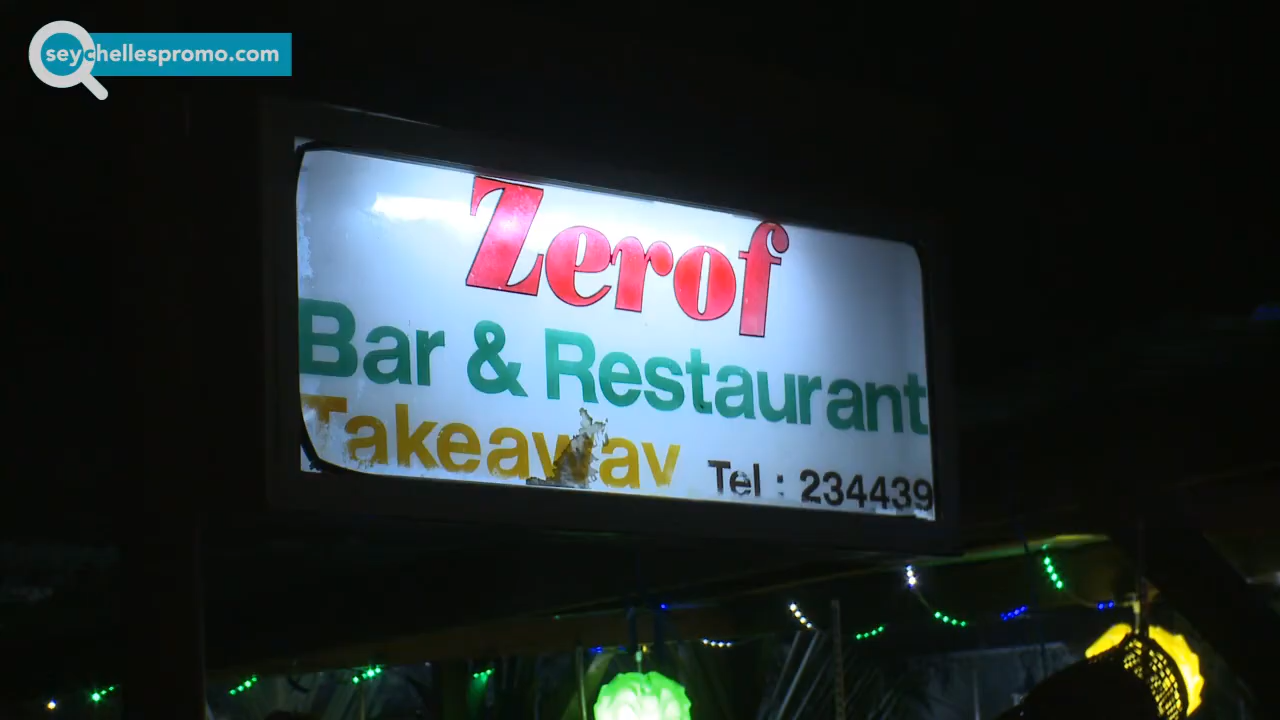 seychellespromo.com
Zerof
Bar & Restaurant
Takeaway
Tel : 234439